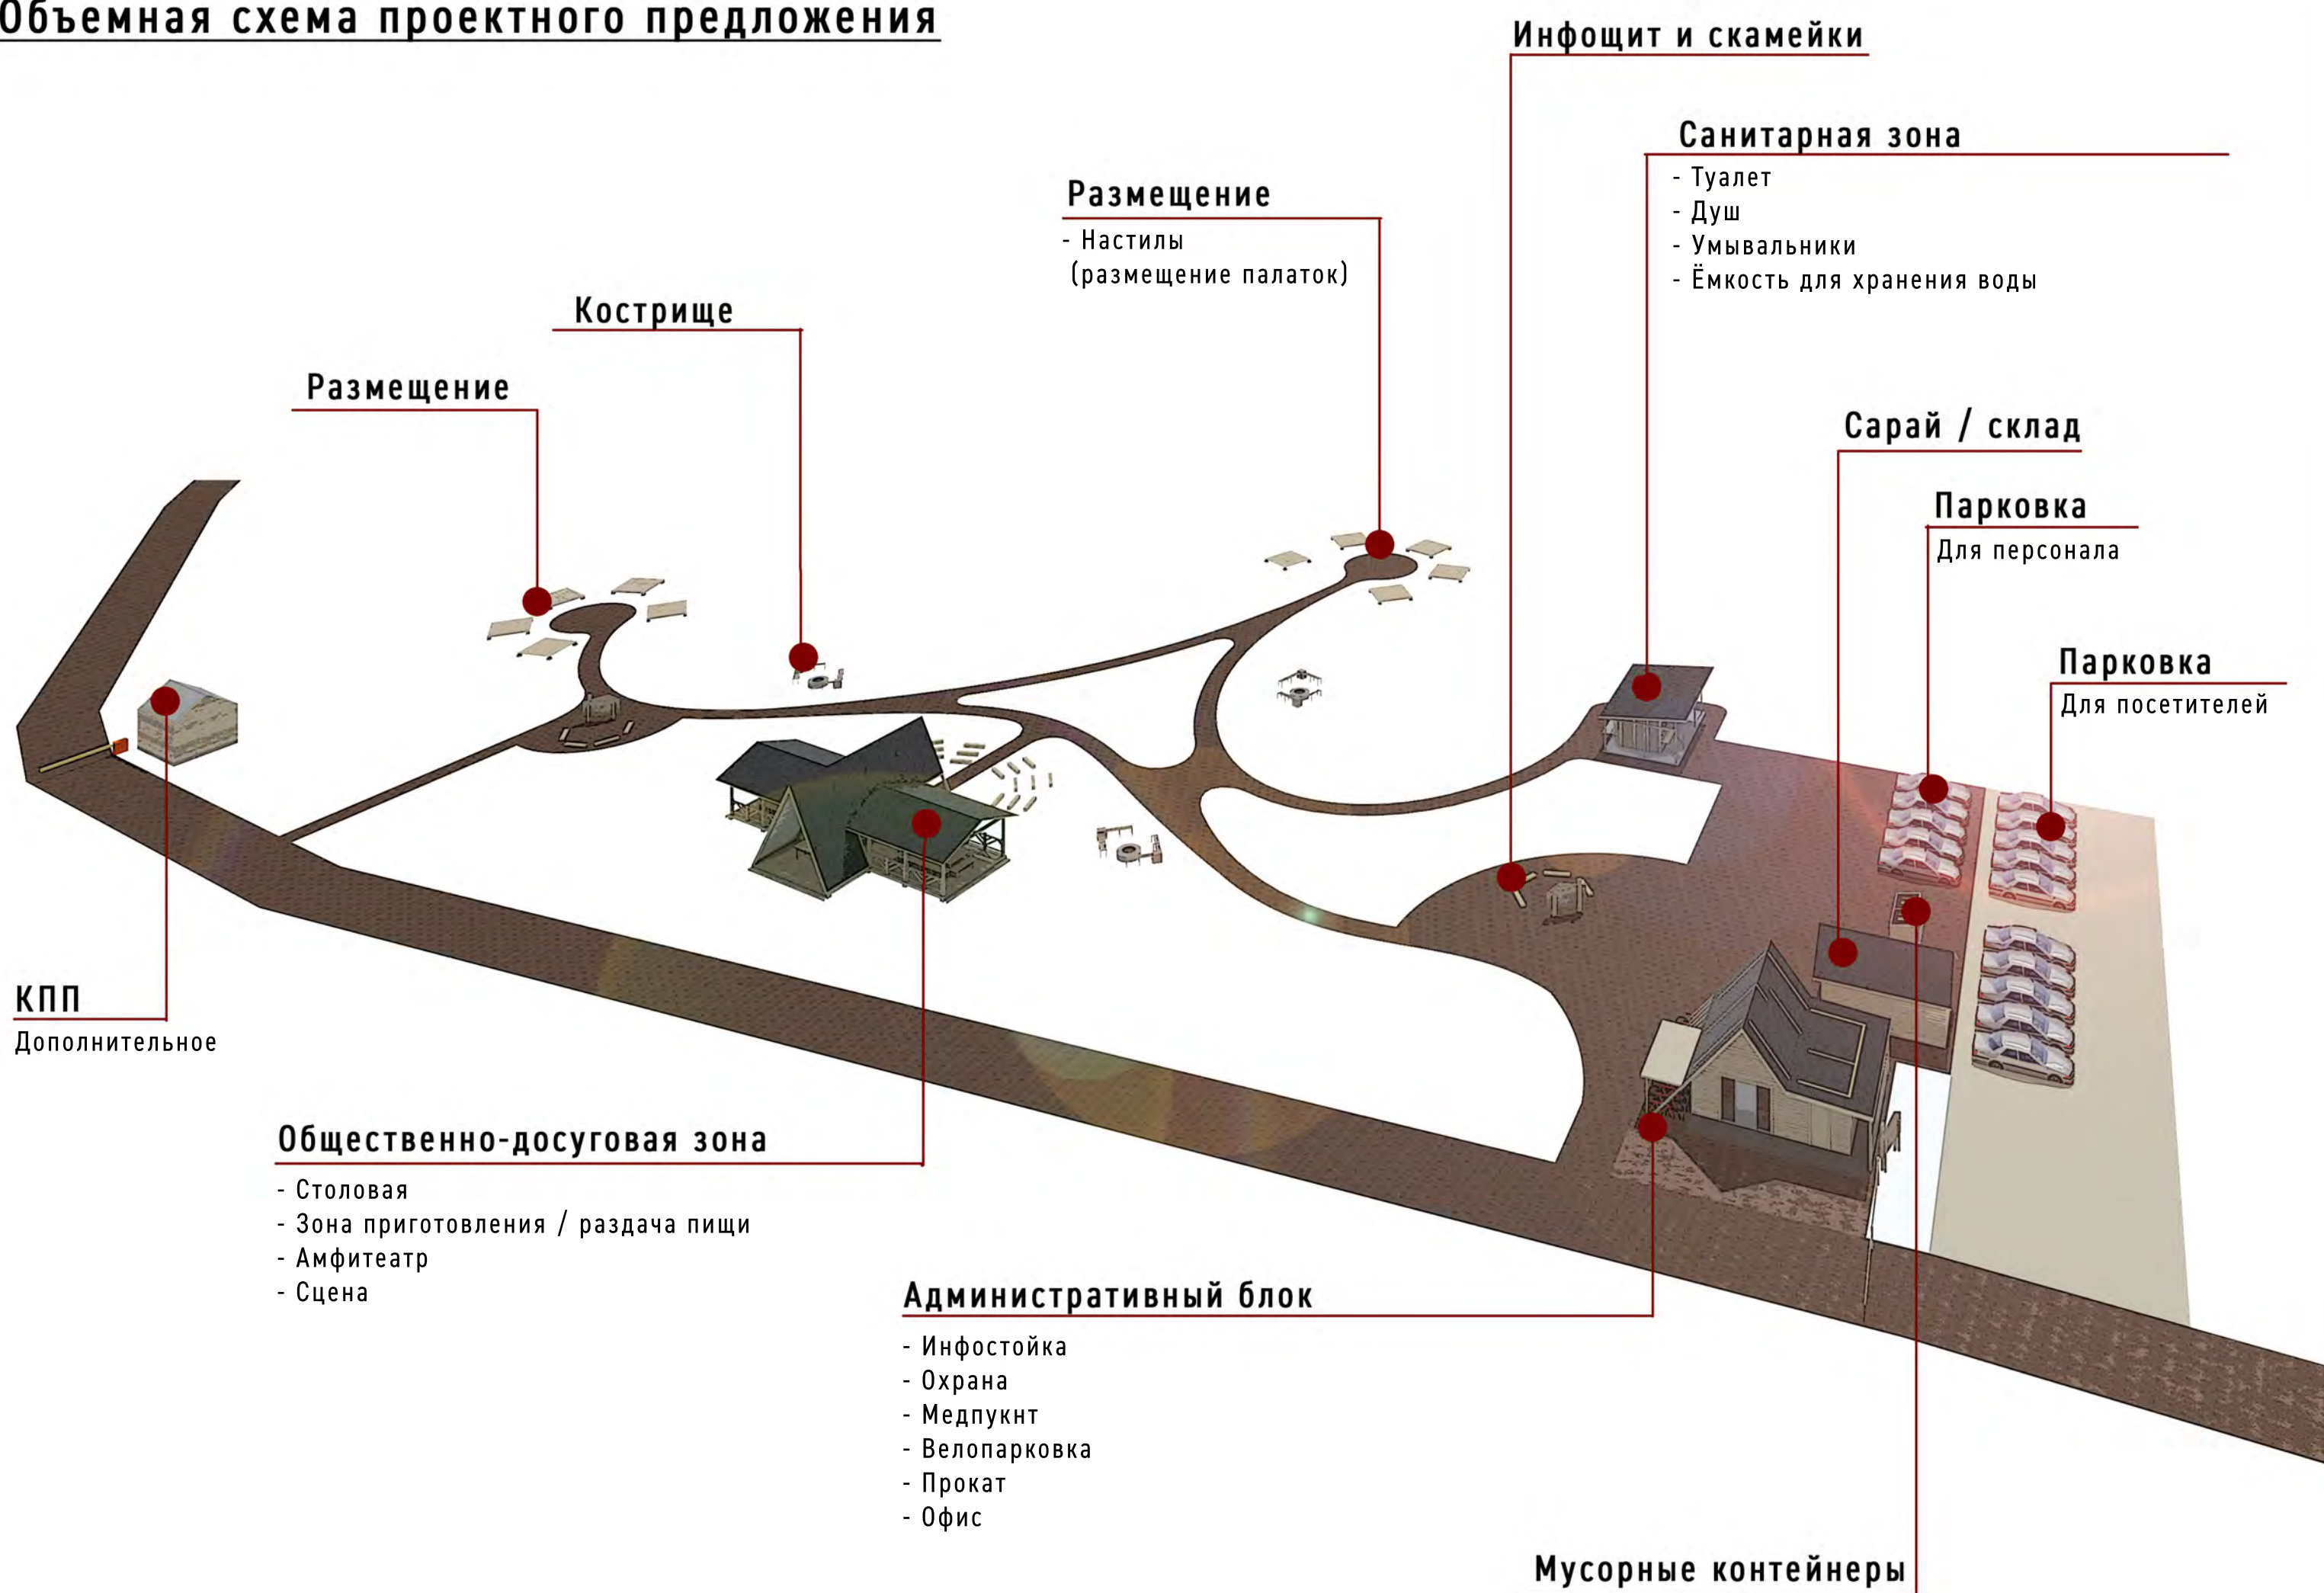 Объемная схема проектного предложения
Инфощит и скамейки
Санитарная зона
- Туалет
- Душ
- Умывальники
- Ёмкость для хранения воды
Размещение
- Настилы
(размещение палаток)
Кострище
Размещение
Сарай / склад
Парковка
Для персонала
Парковка
Для посетителей
КПП
Дополнительное
Общественно-досуговая зона
- Столовая
- Зона приготовления / раздача пищи
- Амфитеатр
- Сцена
Административный блок
- Инфостойка
- Охрана
- Медпукнт
- Велопарковка
- Прокат
- Офис
Мусорные контейнеры